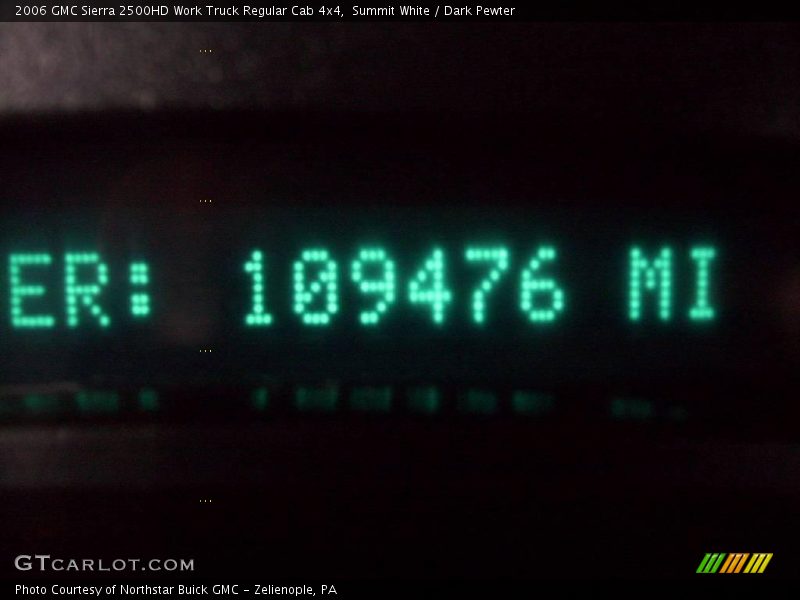 2006 GMC Sierra 2500HD Work Truck Regular Cab 4x4, Summit White / Dark Pewter
ER: 109476 MI
GTCARLOT.COM
Photo Courtesy of Northstar Buick GMC - Zelienople, PA